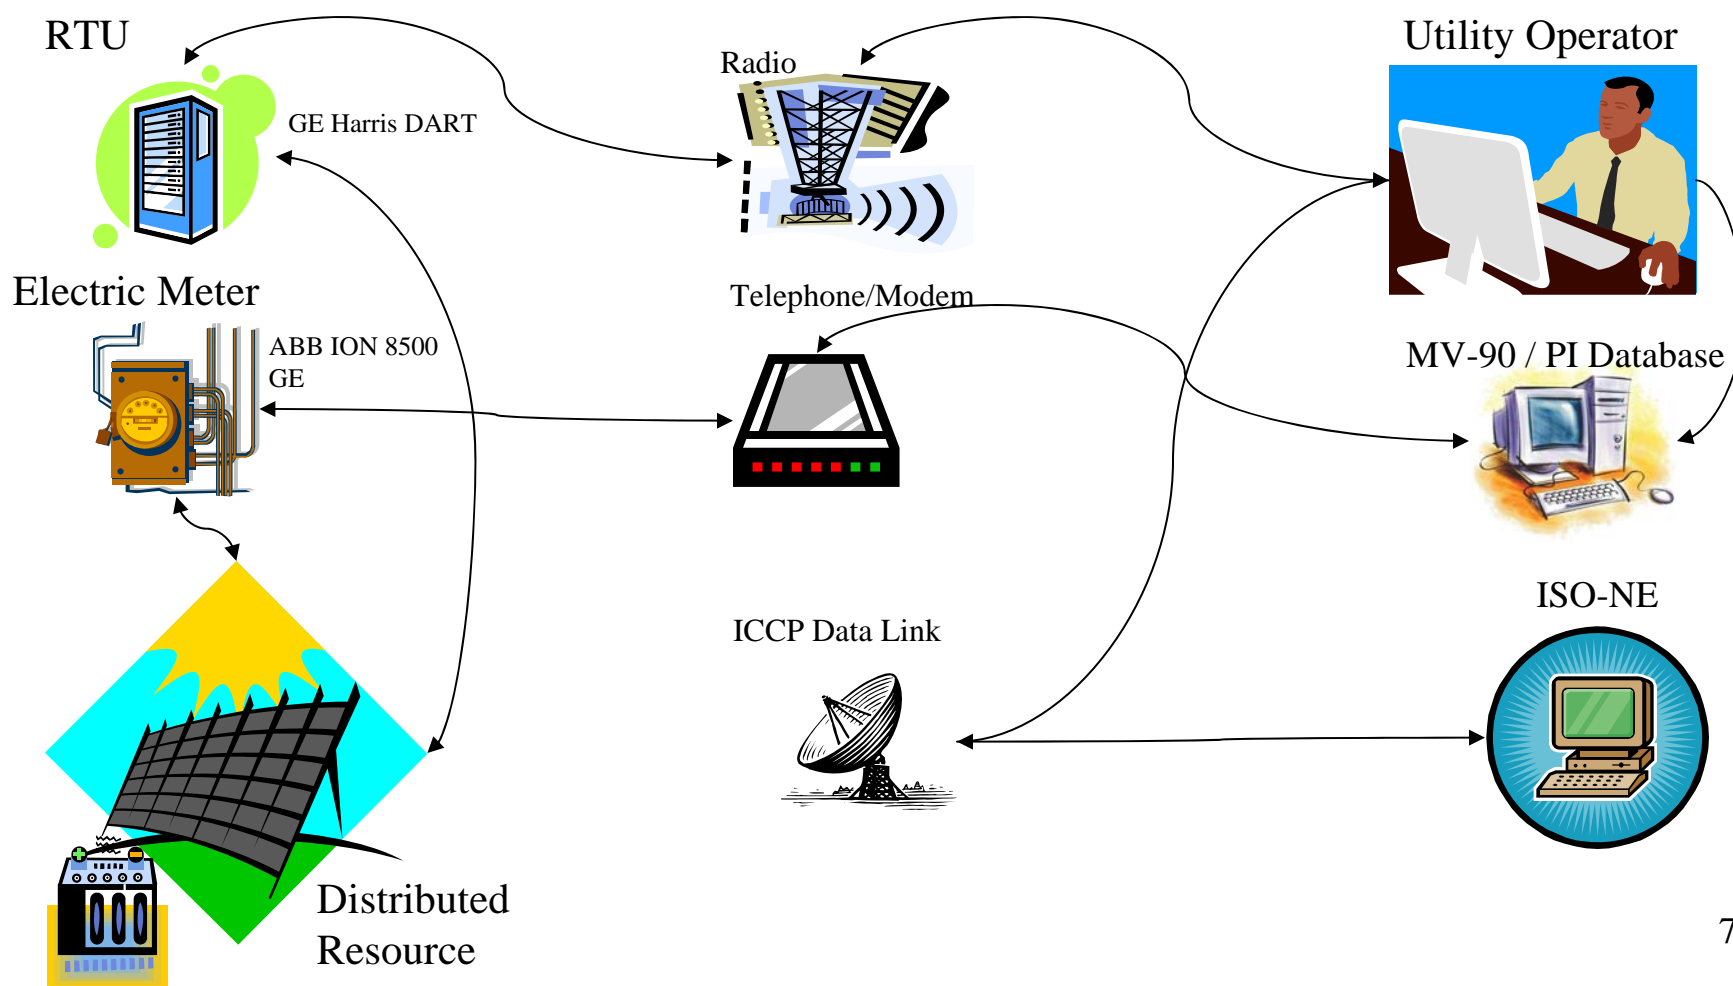 RTU
Radio
Utility Operator
GE Harris DART
Electric Meter
Telephone/Modem
ABB ION 8500
GE
MV-90 / PI Database
ISO-NE
ICCP Data Link
Distributed
Resource
7